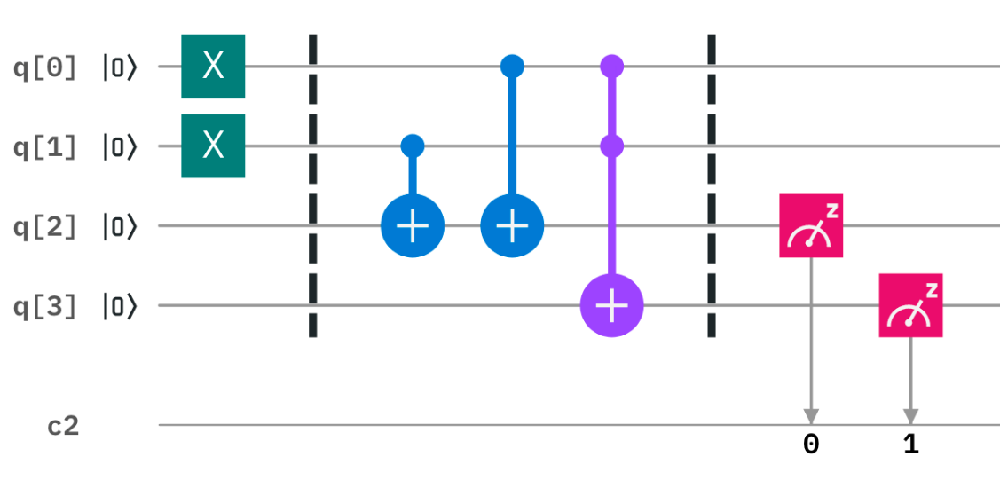 q[0] |0⟩ X
q[1] |0⟩ X
q[2] |0⟩ z
q[3] |0⟩ z
c2
0 1